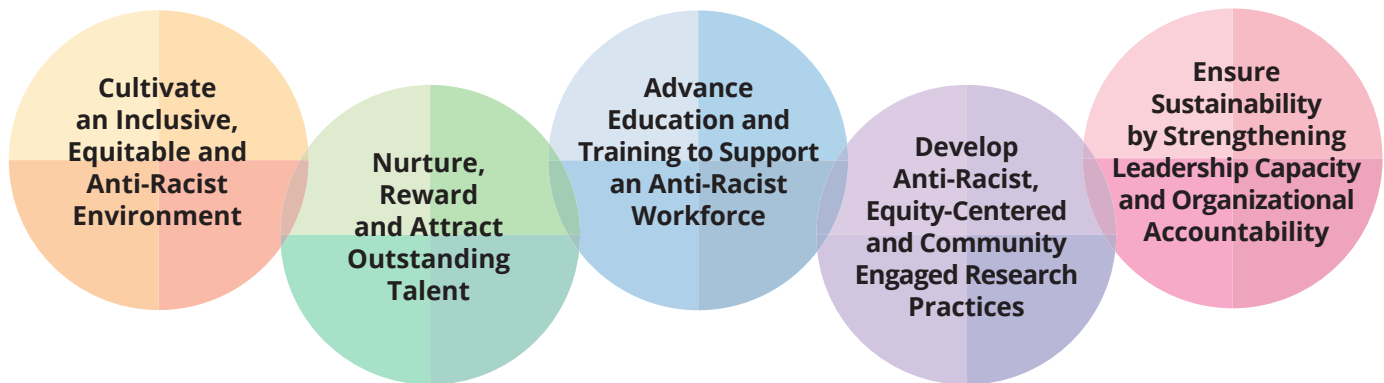 Cultivate
an Inclusive,
Equitable and
Anti-Racist
Environment
Nurture,
Reward
and Attract
Outstanding
Talent
Advance
Education and
Training to Support
an Anti-Racist
Workforce
Develop
Anti-Racist,
Equity-Centered
and Community
Engaged Research
Practices
Ensure
Sustainability
by Strengthening
Leadership Capacity
and Organizational
Accountability